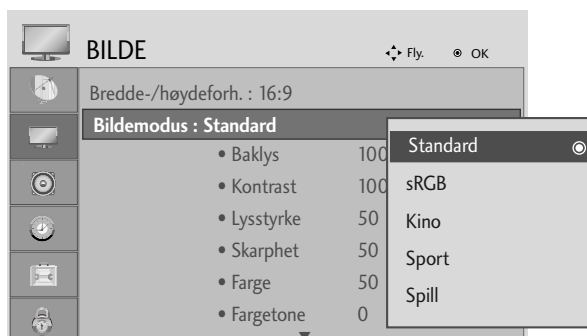 BILDE
Fly. OK
Bredde-/høydeforh. : 16:9
Bildemodus : Standard
• Baklys 100
• Kontrast 100
• Lysstyrke 50
• Skarphet 50
• Farge 50
• Fargetone 0
Standard
sRGB
Kino
Sport
Spill